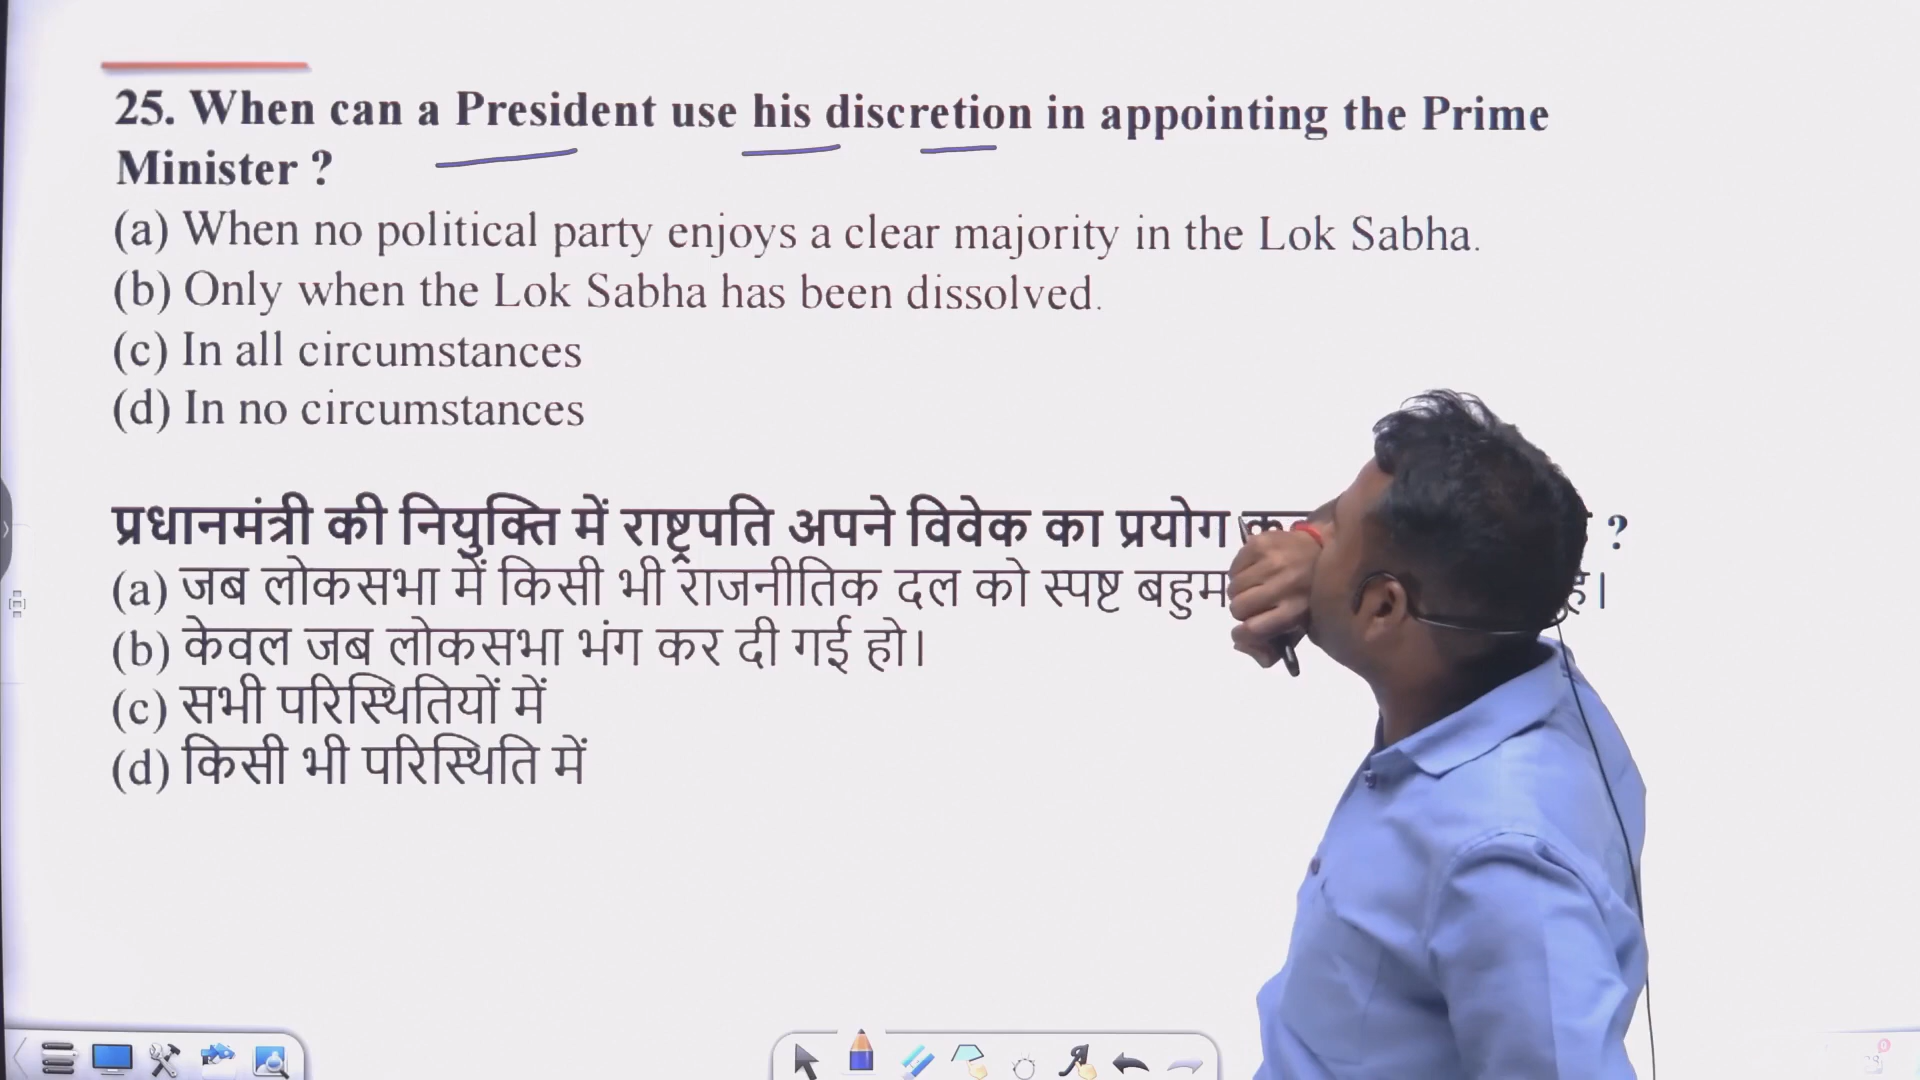 25. When can a President use his discretion in appointing the Prime
Minister ?
(a) When no political party enjoys a clear majority in the Lok Sabha.
(b) Only when the Lok Sabha has been dissolved.
(c) In all circumstances
(d) In no circumstances
प्रधानमंत्री की नियुक्ति में राष्ट्रपति अपने विवेक का प्रयोग ?
(a) जब लोकसभा में किसी भी राजनीतिक दल को स्पष्ट है।
(b) केवल जब लोकसभा भंग कर दी गई हो।
(c) सभी परिस्थितियों में
(d) किसी भी परिस्थिति में